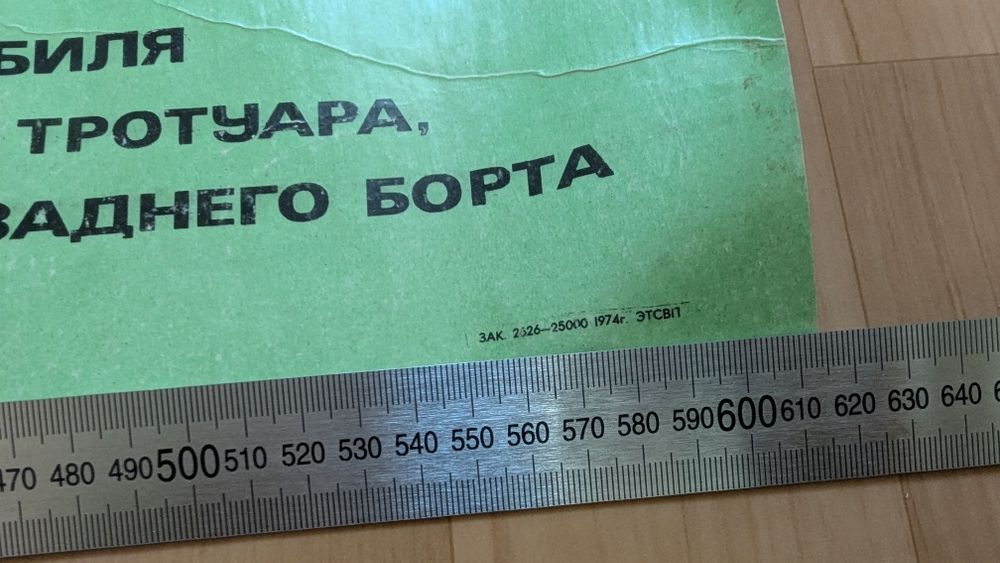 БИЛЯ
ТРОТУАРА,
ЗАДНЕГО БОРТА
ЗАК. 2626—25000 1974г. ЭТСВІТ
470 480 490 500 510 520 530 540 550 560 570 580 590 600 610 620 630 640